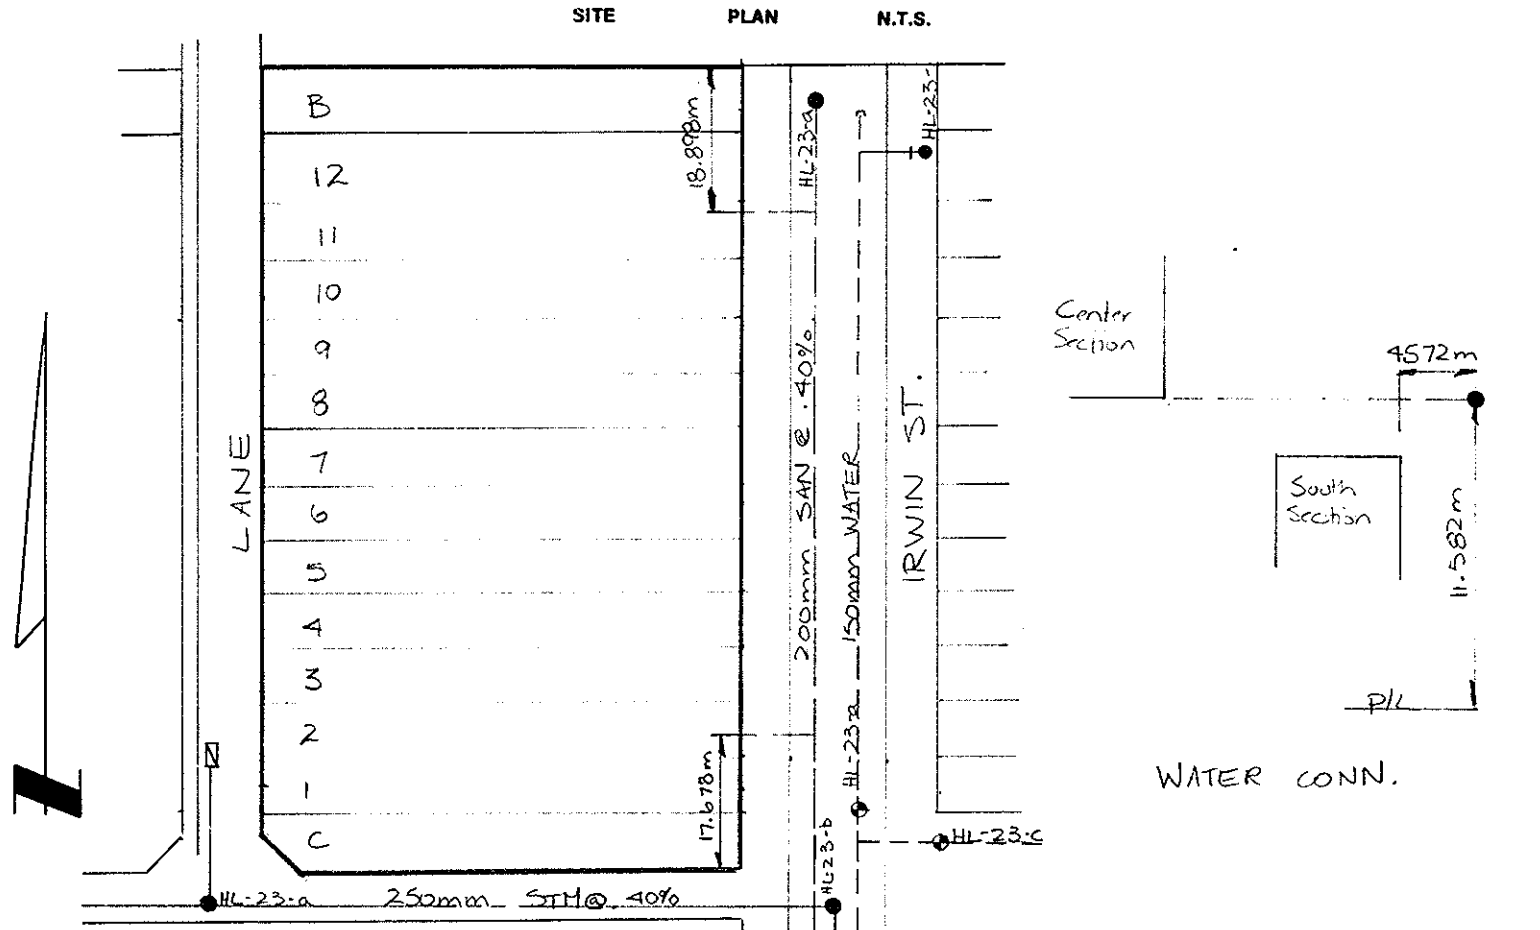 SITE PLAN N.T.S.
B
12
11
10
9
8
7
6
5
4
3
2
1
C
LANE
18.898m
17.678m
HL-23-a
200mm SAN @ .40%
150mm WATER
HL-23-a
HL-23-
IRWIN ST.
HL-23-b
HL-23-c
HL-23-a 250mm STM @ .40%
Center
Section
4572m
South
Section
11.582m
P/L
WATER CONN.